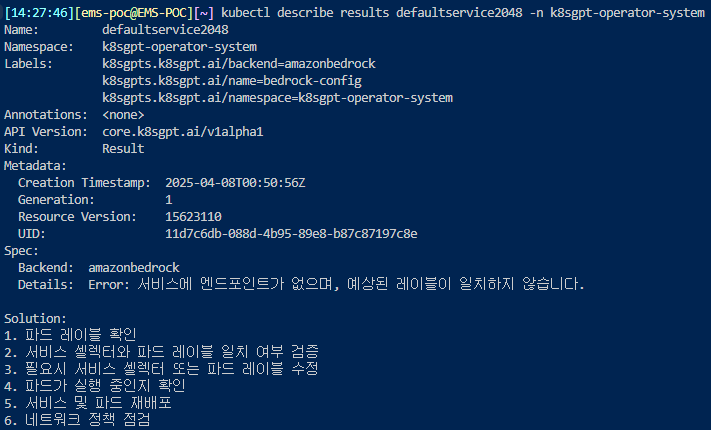 [14:27:46][ems-poc@EMS-POC][~] kubectl describe results defaultservice2048 -n k8sgpt-operator-system
Name:         defaultservice2048
Namespace:    k8sgpt-operator-system
Labels:       k8sgpts.k8sgpt.ai/backend=amazonbedrock
              k8sgpts.k8sgpt.ai/name=bedrock-config
              k8sgpts.k8sgpt.ai/namespace=k8sgpt-operator-system
Annotations:  <none>
API Version:  core.k8sgpt.ai/v1alpha1
Kind:         Result
Metadata:
  Creation Timestamp:  2025-04-08T00:50:56Z
  Generation:          1
  Resource Version:    15623110
  UID:                 11d7c6db-088d-4b95-89e8-b87c87197c8e
Spec:
  Backend:  amazonbedrock
  Details:  Error: 서비스에 엔드포인트가 없으며, 예상된 레이블이 일치하지 않습니다.

Solution:
1. 파드 레이블 확인
2. 서비스 셀렉터와 파드 레이블 일치 여부 검증
3. 필요시 서비스 셀렉터 또는 파드 레이블 수정
4. 파드가 실행 중인지 확인
5. 서비스 및 파드 재배포
6. 네트워크 정책 점검